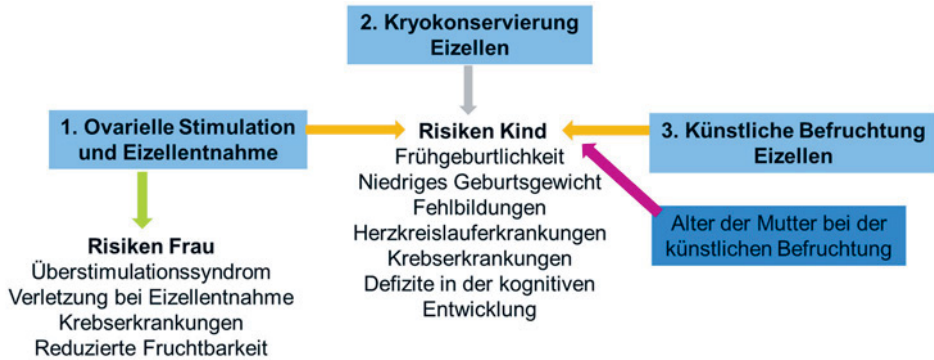 2. Kryokonservierung
Eizellen
1. Ovarielle Stimulation
und Eizellentnahme
Risiken Kind
Frühgeburtlichkeit
Niedriges Geburtsgewicht
Fehlbildungen
Herzkreislauferkrankungen
Krebserkrankungen
Defizite in der kognitiven
Entwicklung
3. Künstliche Befruchtung
Eizellen
Alter der Mutter bei der
künstlichen Befruchtung
Risiken Frau
Überstimulationssyndrom
Verletzung bei Eizellentnahme
Krebserkrankungen
Reduzierte Fruchtbarkeit